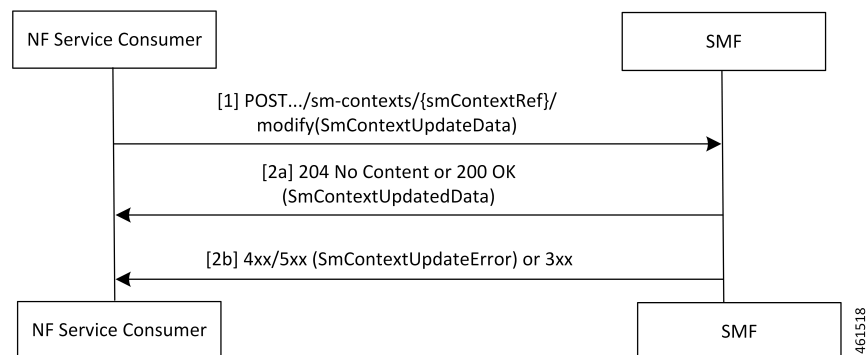 NF Service Consumer
SMF
[1] POST.../sm-contexts/{smContextRef}/
modify(SmContextUpdateData)
[2a] 204 No Content or 200 OK
(SmContextUpdatedData)
[2b] 4xx/5xx (SmContextUpdateError) or 3xx
NF Service Consumer
SMF
461518